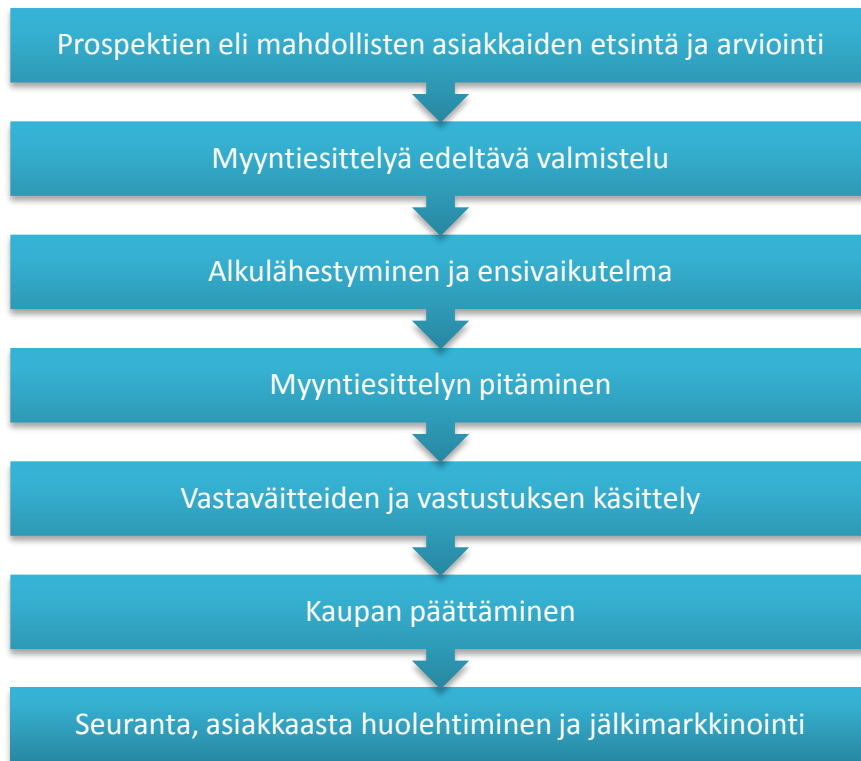 Prospektien eli mahdollisten asiakkaiden etsintä ja arviointi
Myyntiesittelyä edeltävä valmistelu
Alkulähestyminen ja ensivaikutelma
Myyntiesittelyn pitäminen
Vastaväitteiden ja vastustuksen käsittely
Kaupan päättäminen
Seuranta, asiakkaasta huolehtiminen ja jälkimarkkinointi